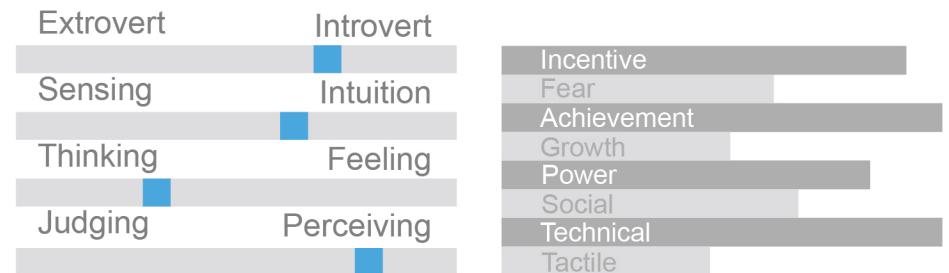 Extrovert Introvert
Sensing Intuition
Thinking Feeling
Judging Perceiving
Incentive
Fear
Achievement
Growth
Power
Social
Technical
Tactile